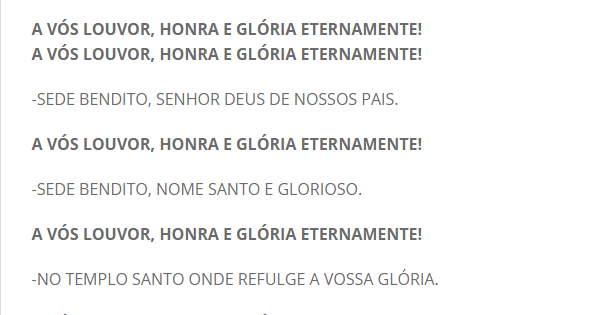 A VÓS LOUVOR, HONRA E GLÓRIA ETERNAMENTE!
A VÓS LOUVOR, HONRA E GLÓRIA ETERNAMENTE!
-SEDE BENDITO, SENHOR DEUS DE NOSSOS PAIS.
A VÓS LOUVOR, HONRA E GLÓRIA ETERNAMENTE!
-SEDE BENDITO, NOME SANTO E GLORIOSO.
A VÓS LOUVOR, HONRA E GLÓRIA ETERNAMENTE!
-NO TEMPLO SANTO ONDE REFULGE A VOSSA GLÓRIA.